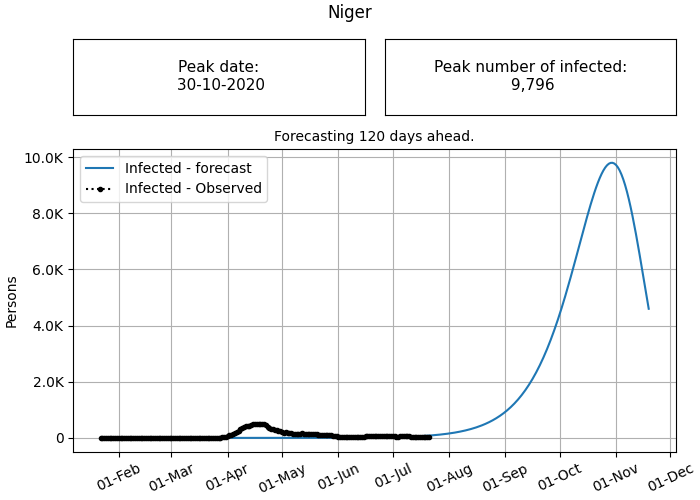 Niger
Peak date:
30-10-2020
Peak number of infected:
9,796
Forecasting 120 days ahead.
Infected - forecast
Infected - Observed
10.0K
8.0K
6.0K
4.0K
2.0K
0
Persons
01-Feb
01-Mar
01-Apr
01-May
01-Jun
01-Jul
01-Aug
01-Sep
01-Oct
01-Nov
01-Dec